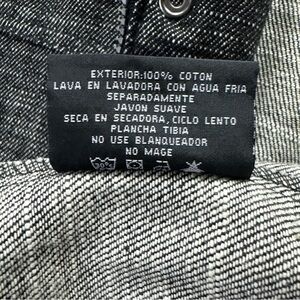 EXTERIOR:100% COTON
LAVA EN LAVADORA CON AGUA FRIA
SEPARADAMENTE
JAVON SUAVE
SECA EN SECADORA, CICLO LENTO
PLANCHA TIBIA
NO USE BLANQUEADOR
NO MAGE
30°